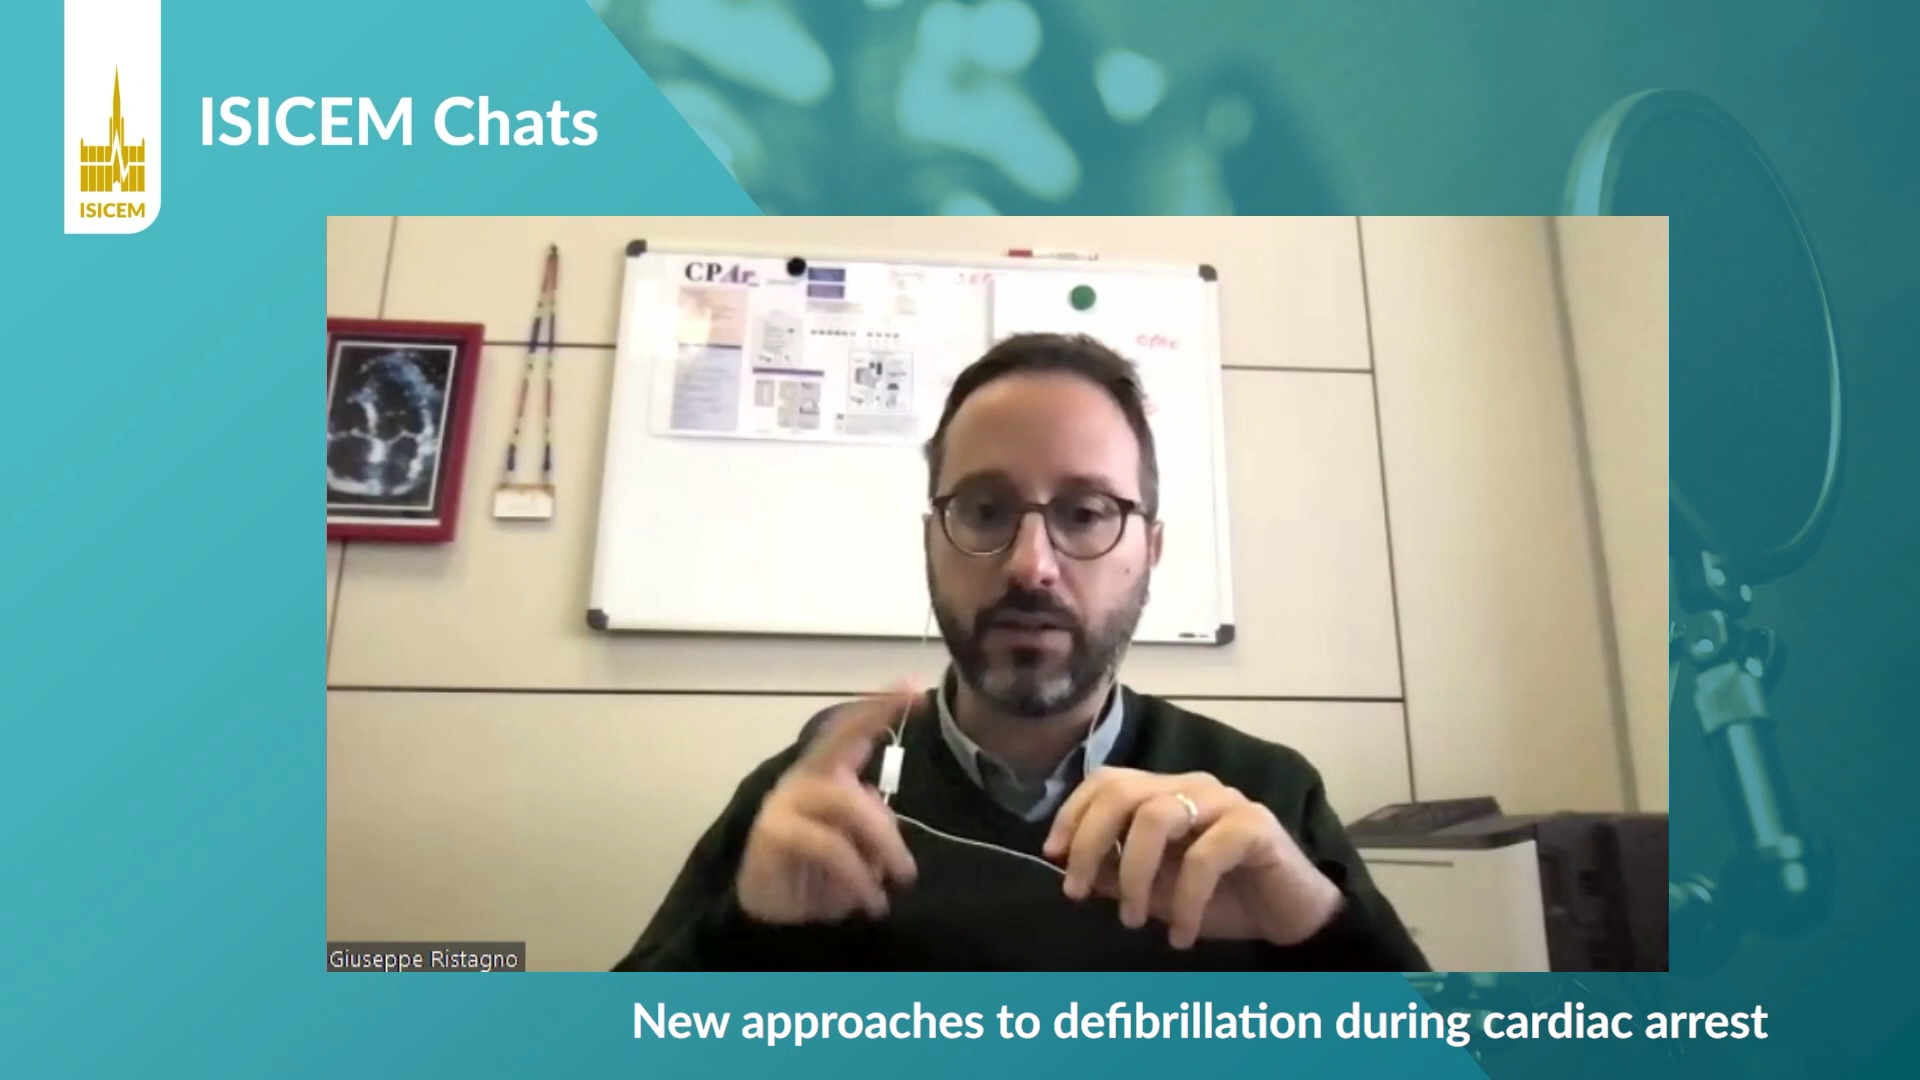 ISICEM Chats
ISICEM
CPAr
Giuseppe Ristagno
New approaches to defibrillation during cardiac arrest